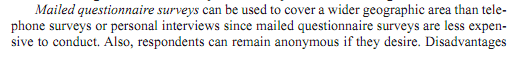 Mailed questionnaire surveys can be used to cover a wider geographic area than tele-
phone surveys or personal interviews since mailed questionnaire surveys are less expen-
sive to conduct. Also, respondents can remain anonymous if they desire. Disadvantages